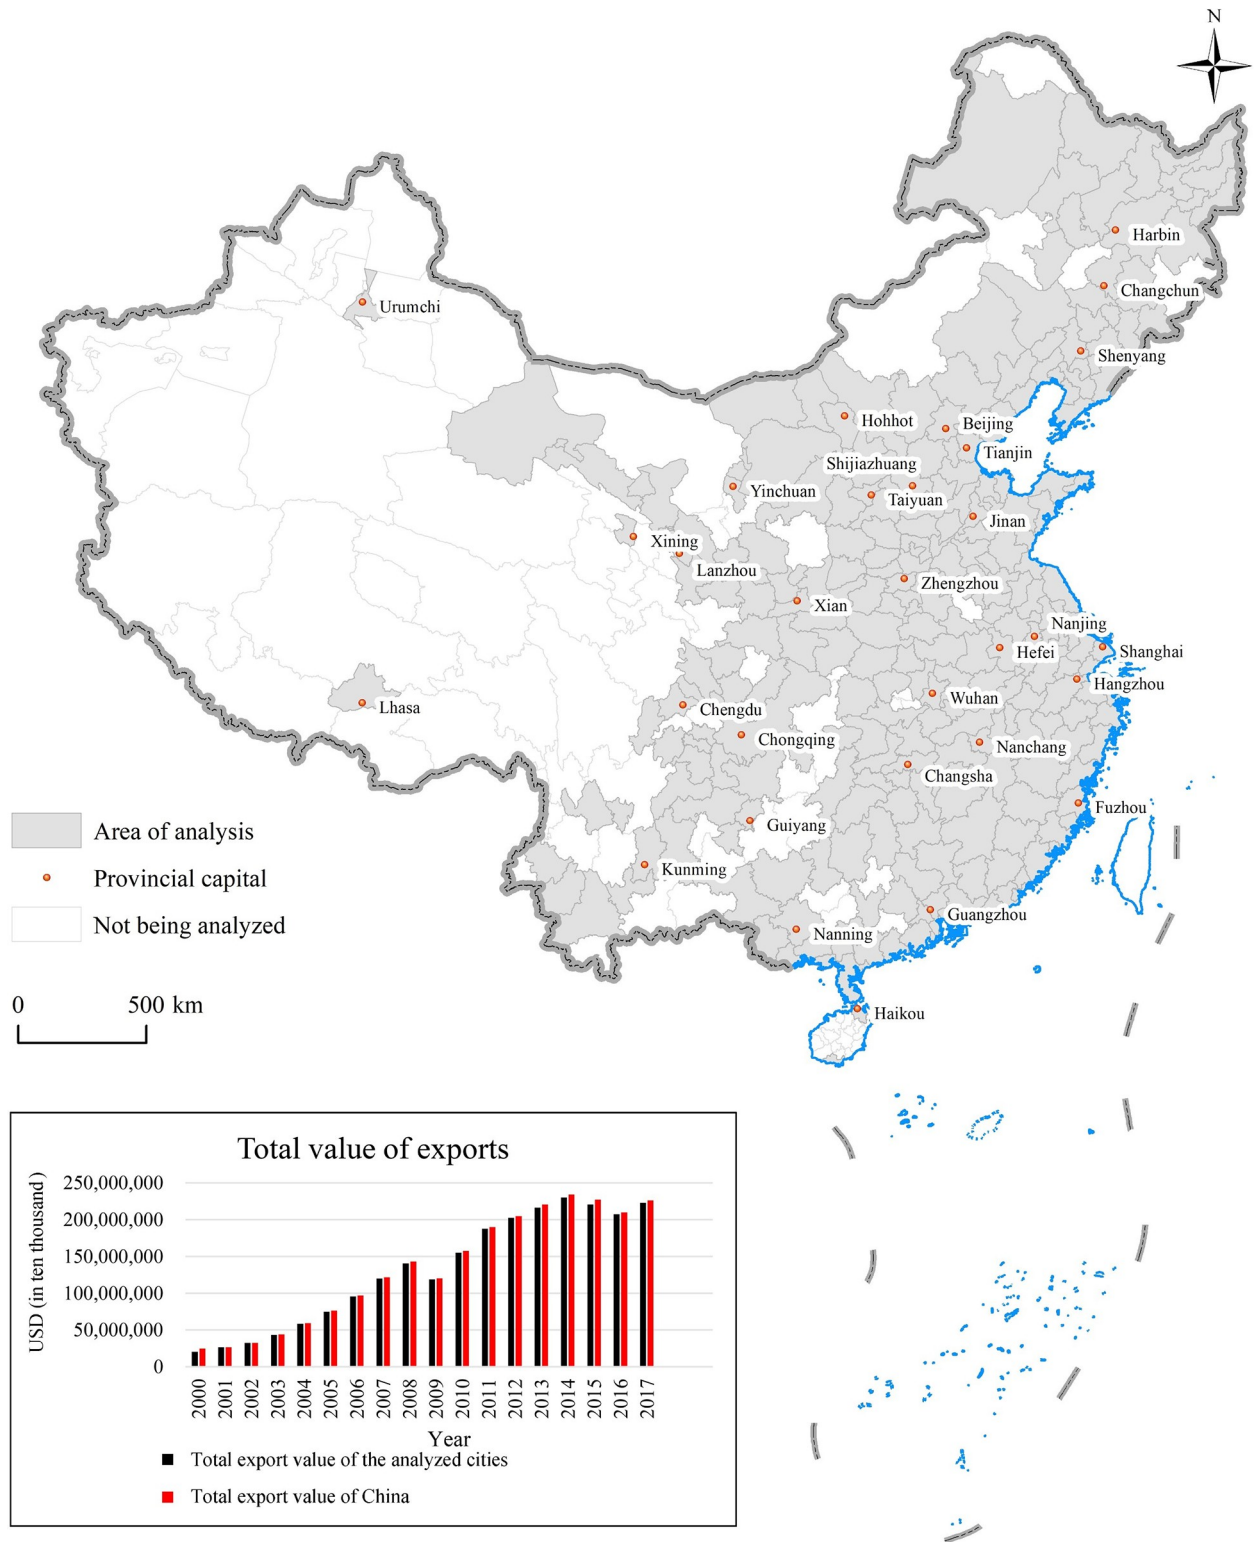 N
Harbin
Urumchi
Changchun
Shenyang
Hohhot
Beijing
Tianjin
Shijiazhuang
Yinchuan
Taiyuan
Jinan
Xining
Lanzhou
Zhengzhou
Xian
Nanjing
Hefei
Shanghai
Hangzhou
Lhasa
Chengdu
Wuhan
Chongqing
Nanchang
Changsha
Fuzhou
Guiyang
Kunming
Guangzhou
Nanning
Haikou
Area of analysis
Provincial capital
Not being analyzed
0 500 km
Total value of exports
USD (in ten thousand)
250,000,000
200,000,000
150,000,000
100,000,000
50,000,000
0
2000 2001 2002 2003 2004 2005 2006 2007 2008 2009 2010 2011 2012 2013 2014 2015 2016 2017
Year
Total export value of the analyzed cities
Total export value of China